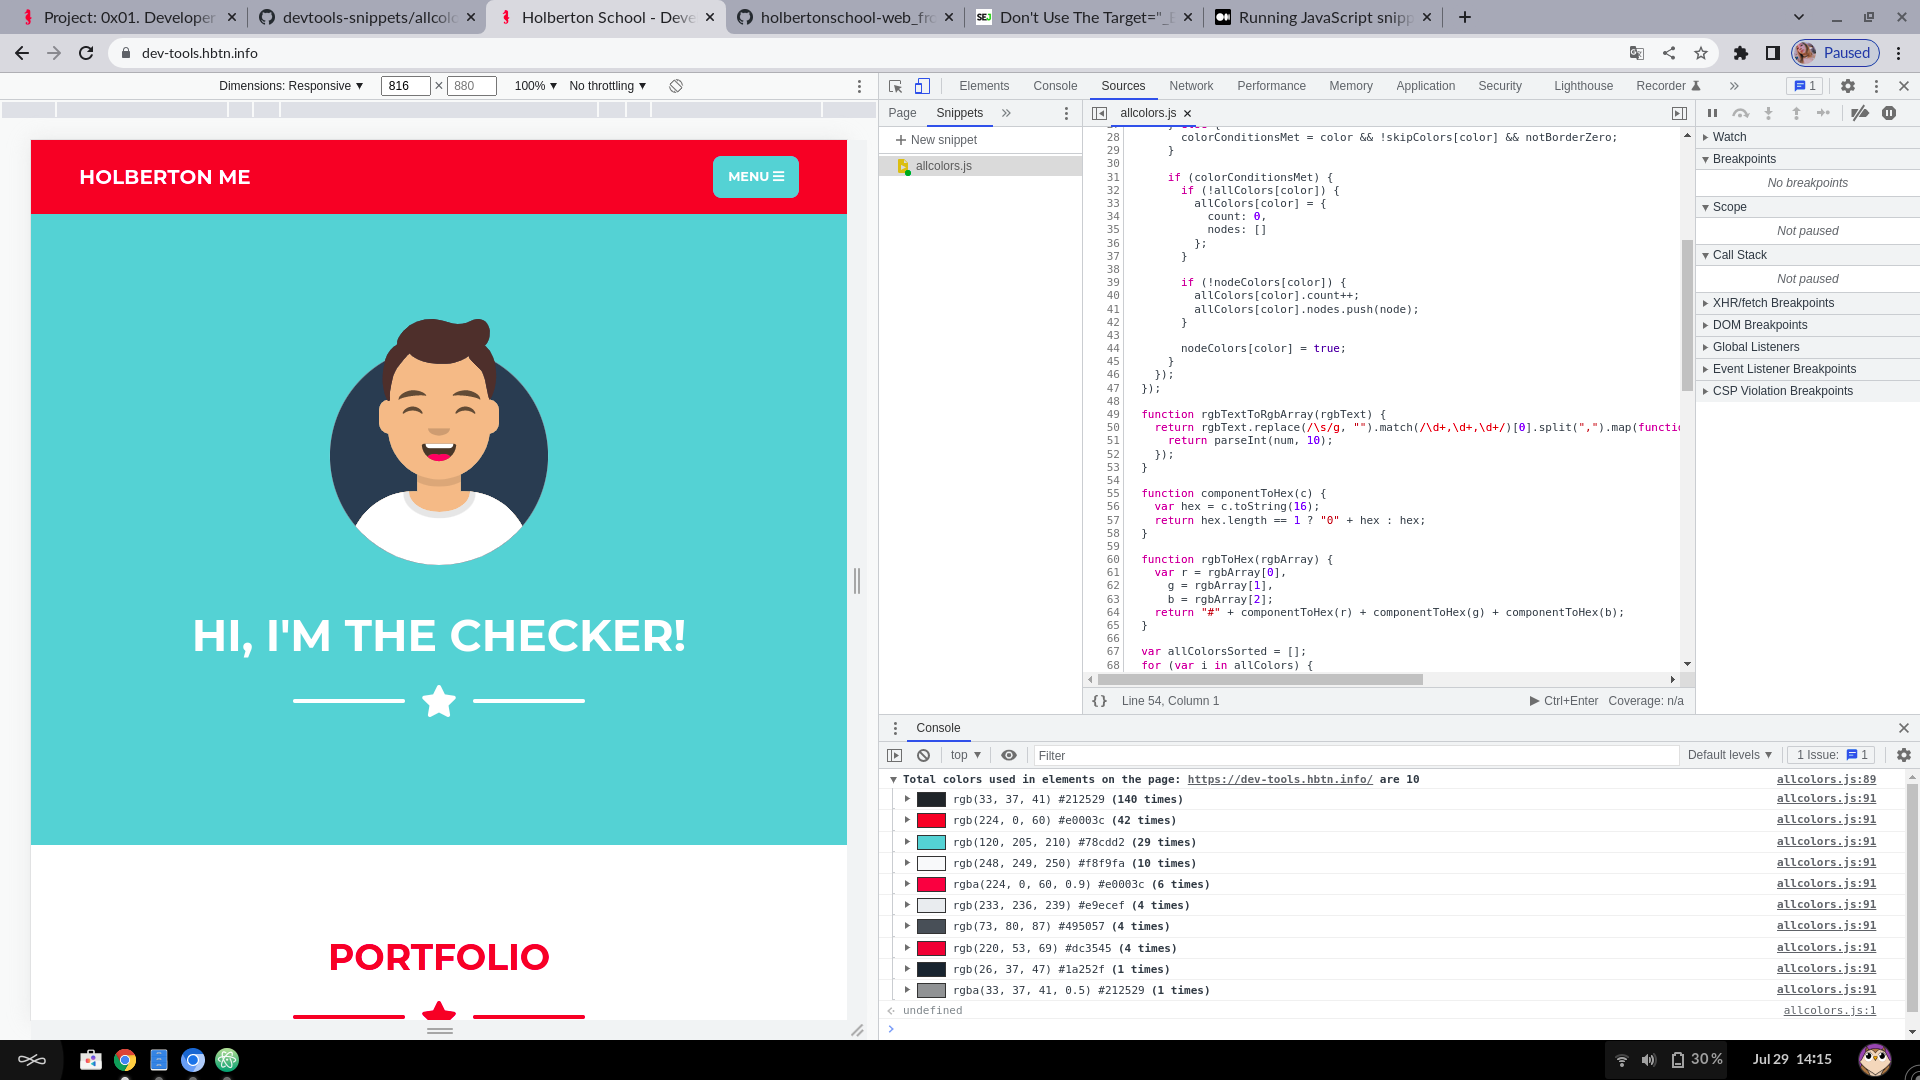 Project: 0x01. Developer
devtools-snippets/allcolo
Holberton School - Deve
holbertonschool-web_fro
Don't Use The Target="_B
Running JavaScript snipp
dev-tools.hbtn.info
Paused
Dimensions: Responsive
816 × 880
100%
No throttling
Elements
Console
Sources
Network
Performance
Memory
Application
Security
Lighthouse
Recorder
1
Page
Snippets
New snippet
allcolors.js
HOLBERTON ME
MENU
HI, I'M THE CHECKER!
PORTFOLIO
allcolors.js
28 colorConditionsMet = color && !skipColors[color] && notBorderZero;
29 }
30
31 if (colorConditionsMet) {
32 if (!allColors[color]) {
33 allColors[color] = {
34 count: 0,
35 nodes: []
36 };
37 }
38
39 if (!nodeColors[color]) {
40 allColors[color].count++;
41 allColors[color].nodes.push(node);
42 }
43
44 nodeColors[color] = true;
45 }
46 });
47 });
48
49 function rgbTextToRgbArray(rgbText) {
50 return rgbText.replace(/\s/g, "").match(/\d+,\d+,\d+/)[0].split(",").map(functi
51 return parseInt(num, 10);
52 });
53 }
54
55 function componentToHex(c) {
56 var hex = c.toString(16);
57 return hex.length == 1 ? "0" + hex : hex;
58 }
59
60 function rgbToHex(rgbArray) {
61 var r = rgbArray[0],
62 g = rgbArray[1],
63 b = rgbArray[2];
64 return "#" + componentToHex(r) + componentToHex(g) + componentToHex(b);
65 }
66
67 var allColorsSorted = [];
68 for (var i in allColors) {
{} Line 54, Column 1
Ctrl+Enter
Coverage: n/a
Watch
Breakpoints
No breakpoints
Scope
Not paused
Call Stack
Not paused
XHR/fetch Breakpoints
DOM Breakpoints
Global Listeners
Event Listener Breakpoints
CSP Violation Breakpoints
Console
top
Filter
Default levels
1 Issue: 1
Total colors used in elements on the page: https://dev-tools.hbtn.info/ are 10 allcolors.js:89
rgb(33, 37, 41) #212529 (140 times) allcolors.js:91
rgb(224, 0, 60) #e0003c (42 times) allcolors.js:91
rgb(120, 205, 210) #78cdd2 (29 times) allcolors.js:91
rgb(248, 249, 250) #f8f9fa (10 times) allcolors.js:91
rgba(224, 0, 60, 0.9) #e0003c (6 times) allcolors.js:91
rgb(233, 236, 239) #e9ecef (4 times) allcolors.js:91
rgb(73, 80, 87) #495057 (4 times) allcolors.js:91
rgb(220, 53, 69) #dc3545 (4 times) allcolors.js:91
rgb(26, 37, 47) #1a252f (1 times) allcolors.js:91
rgba(33, 37, 41, 0.5) #212529 (1 times) allcolors.js:91
undefined allcolors.js:1
30 %
Jul 29 14:15